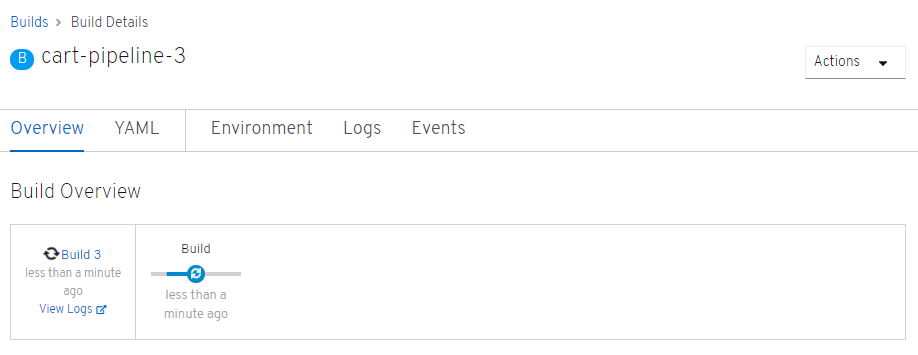 Builds > Build Details
B cart-pipeline-3
Actions
Overview YAML Environment Logs Events
Build Overview
Build 3
less than a minute
ago
View Logs
Build
less than a
minute ago